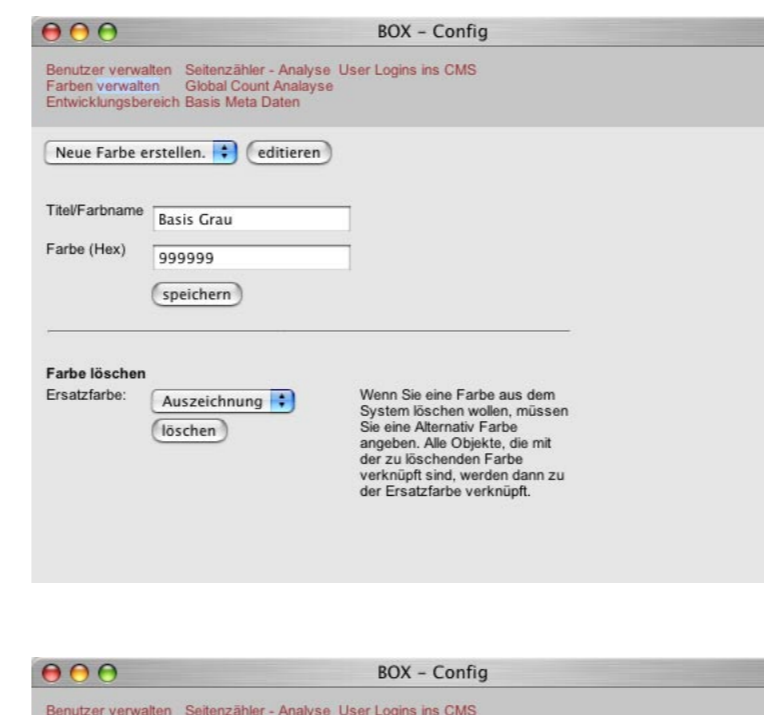 BOX – Config
Benutzer verwalten Seitenzähler - Analyse User Logins ins CMS
Farben verwalten Global Count Analayse
Entwicklungsbereich Basis Meta Daten
Neue Farbe erstellen. editieren
Titel/Farbname Basis Grau
Farbe (Hex) 999999
speichern
Farbe löschen
Ersatzfarbe: Auszeichnung
löschen
Wenn Sie eine Farbe aus dem
System löschen wollen, müssen
Sie eine Alternativ Farbe
angeben. Alle Objekte, die mit
der zu löschenden Farbe
verknüpft sind, werden dann zu
der Ersatzfarbe verknüpft.
BOX – Config
Benutzer verwalten Seitenzähler - Analyse User Logins ins CMS